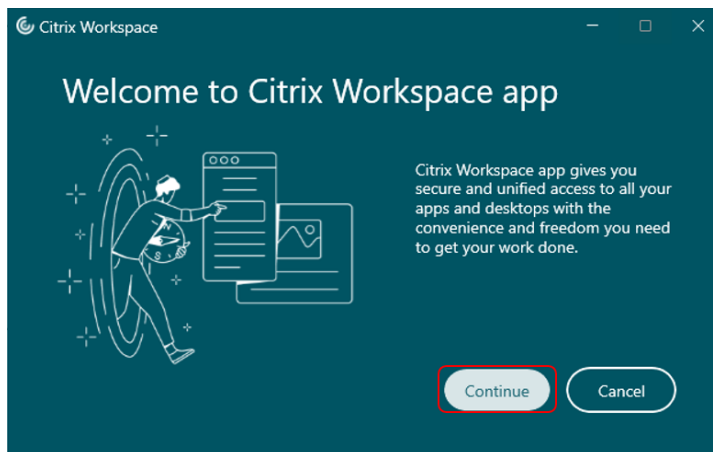 Citrix Workspace
Welcome to Citrix Workspace app
Citrix Workspace app gives you
secure and unified access to all your
apps and desktops with the
convenience and freedom you need
to get your work done.
N
S
Continue
Cancel